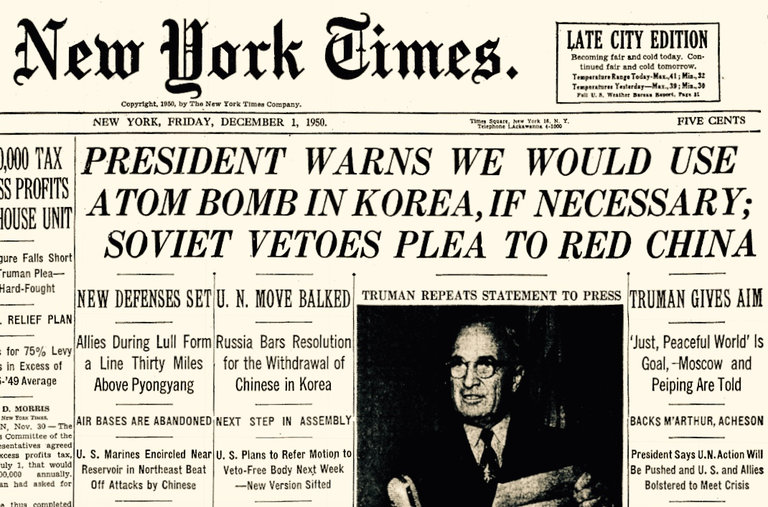 New York Times.
LATE CITY EDITION
Becoming fair and cold today. Con-
tinued fair and cold tomorrow.
Temperature Range Today-Max., 41; Min., 32
Temperatures Yesterday—Max., 39; Min., 30
Full U. S. Weather Bureau Report, Page 31
Copyright, 1950, by The New York Times Company.
NEW YORK, FRIDAY, DECEMBER 1, 1950.
Times Square, New York 18, N. Y.
Telephone LAckawanna 4-1000
FIVE CENTS
0,000 TAX
SS PROFITS
HOUSE UNIT
gure Falls Short
Truman Plea—
Hard-Fought
RELIEF PLAN
s for 75% Levy
s in Excess of
-'49 Average
D. MORRIS
New York Times.
N, Nov. 30—The
s Committee of the
esentatives agreed
xcess profits tax,
uly 1, that would
00,000 annually.
an had asked for
e thus completed
PRESIDENT WARNS WE WOULD USE
ATOM BOMB IN KOREA, IF NECESSARY;
SOVIET VETOES PLEA TO RED CHINA
NEW DEFENSES SET
Allies During Lull Form
a Line Thirty Miles
Above Pyongyang
AIR BASES ARE ABANDONED
U. S. Marines Encircled Near
Reservoir in Northeast Beat
Off Attacks by Chinese
U. N. MOVE BALKED
Russia Bars Resolution
for the Withdrawal of
Chinese in Korea
NEXT STEP IN ASSEMBLY
U. S. Plans to Refer Motion to
Veto-Free Body Next Week
—New Version Sifted
TRUMAN REPEATS STATEMENT TO PRESS
TRUMAN GIVES AIM
'Just, Peaceful World' Is
Goal, —Moscow and
Peiping Are Told
BACKS M'ARTHUR, ACHESON
President Says U.N. Action Will
Be Pushed and U. S. and Allies
Bolstered to Meet Crisis